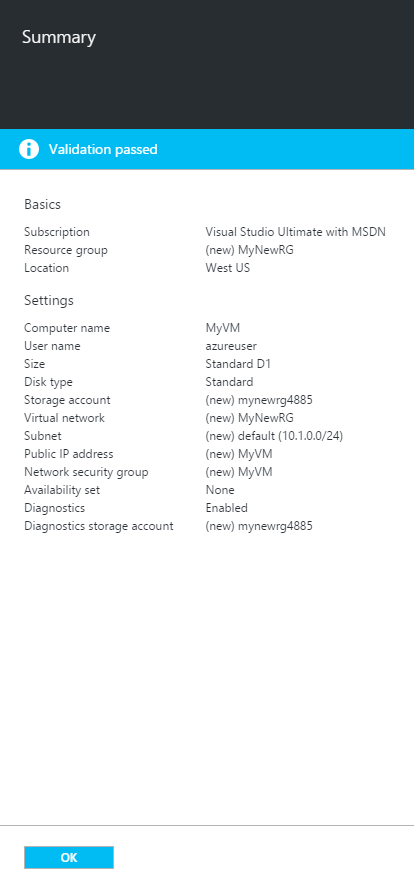 Summary
Validation passed
Basics
Subscription Visual Studio Ultimate with MSDN
Resource group (new) MyNewRG
Location West US
Settings
Computer name MyVM
User name azureuser
Size Standard D1
Disk type Standard
Storage account (new) mynewrg4885
Virtual network (new) MyNewRG
Subnet (new) default (10.1.0.0/24)
Public IP address (new) MyVM
Network security group (new) MyVM
Availability set None
Diagnostics Enabled
Diagnostics storage account (new) mynewrg4885
OK